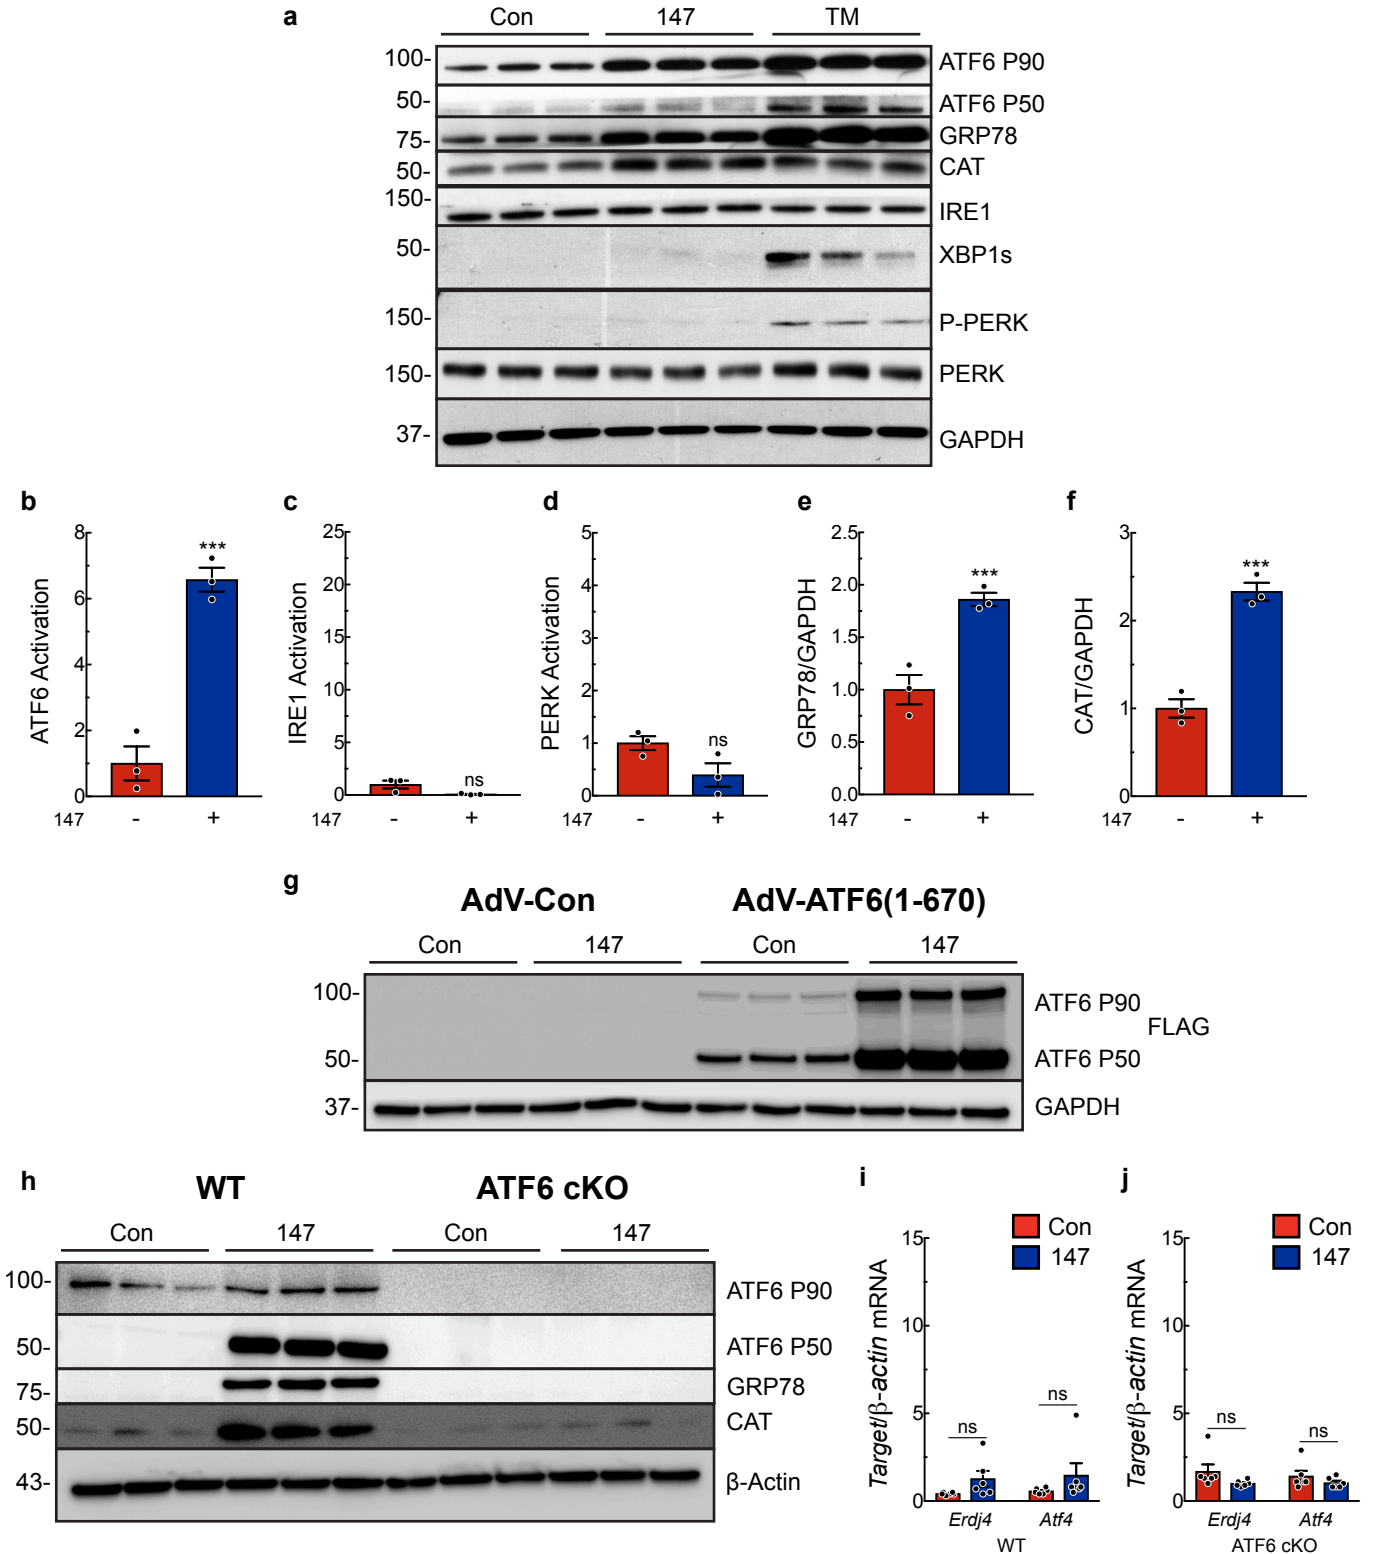 a
Con 147 TM
100- ATF6 P90
50- ATF6 P50
75- GRP78
50- CAT
150- IRE1
50- XBP1s
150- P-PERK
150- PERK
37- GAPDH
b
ATF6 Activation
8
6
4
2
0
***
147 - +
c
IRE1 Activation
25
20
15
10
5
0
ns
147 - +
d
PERK Activation
5
4
3
2
1
0
ns
147 - +
e
GRP78/GAPDH
2.5
2.0
1.5
1.0
0.5
0.0
***
147 - +
f
CAT/GAPDH
3
2
1
0
***
147 - +
g
AdV-Con AdV-ATF6(1-670)
Con 147 Con 147
100- ATF6 P90
FLAG
50- ATF6 P50
37- GAPDH
h
WT ATF6 cKO
Con 147 Con 147
100- ATF6 P90
50- ATF6 P50
75- GRP78
50- CAT
43- β-Actin
i
Con
147
Target/β-actin mRNA
15
10
5
0
ns ns
Erdj4 Atf4
WT
j
Con
147
Target/β-actin mRNA
15
10
5
0
ns ns
Erdj4 Atf4
ATF6 cKO